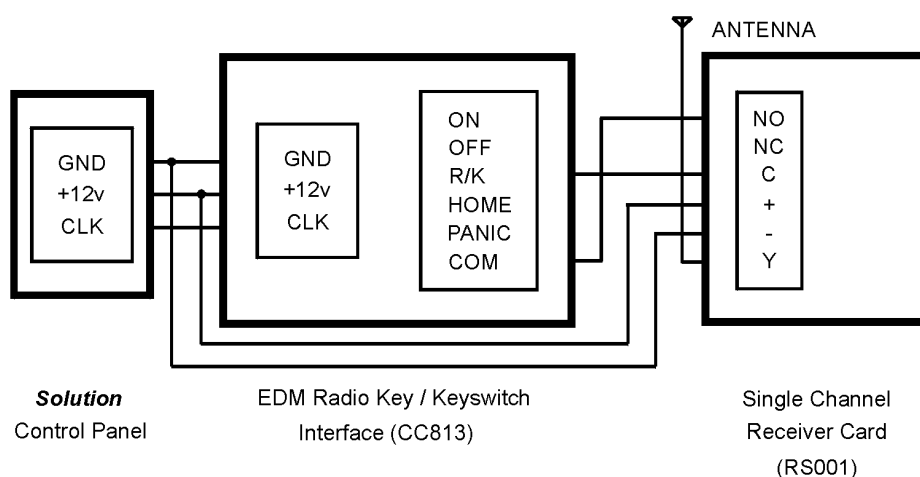 ANTENNA
GND
+12v
CLK
GND
+12v
CLK
ON
OFF
R/K
HOME
PANIC
COM
NO
NC
C
+
-
Y
Solution
Control Panel
EDM Radio Key / Keyswitch
Interface (CC813)
Single Channel
Receiver Card
(RS001)